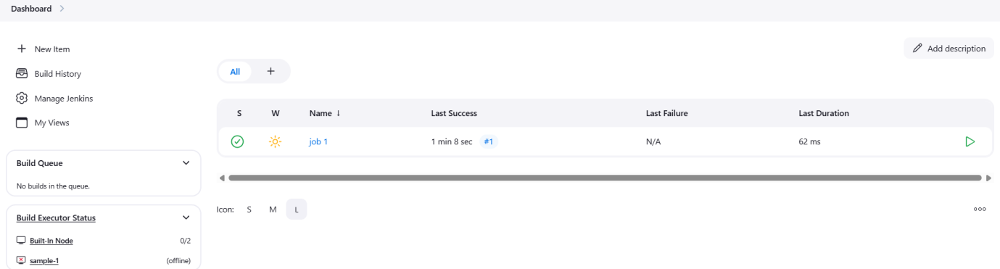 Dashboard
New Item
Build History
Manage Jenkins
My Views
Build Queue
No builds in the queue.
Build Executor Status
Built-In Node 0/2
sample-1 (offline)
Add description
All +
S W Name ↓ Last Success Last Failure Last Duration
job 1 1 min 8 sec #1 N/A 62 ms
Icon: S M L